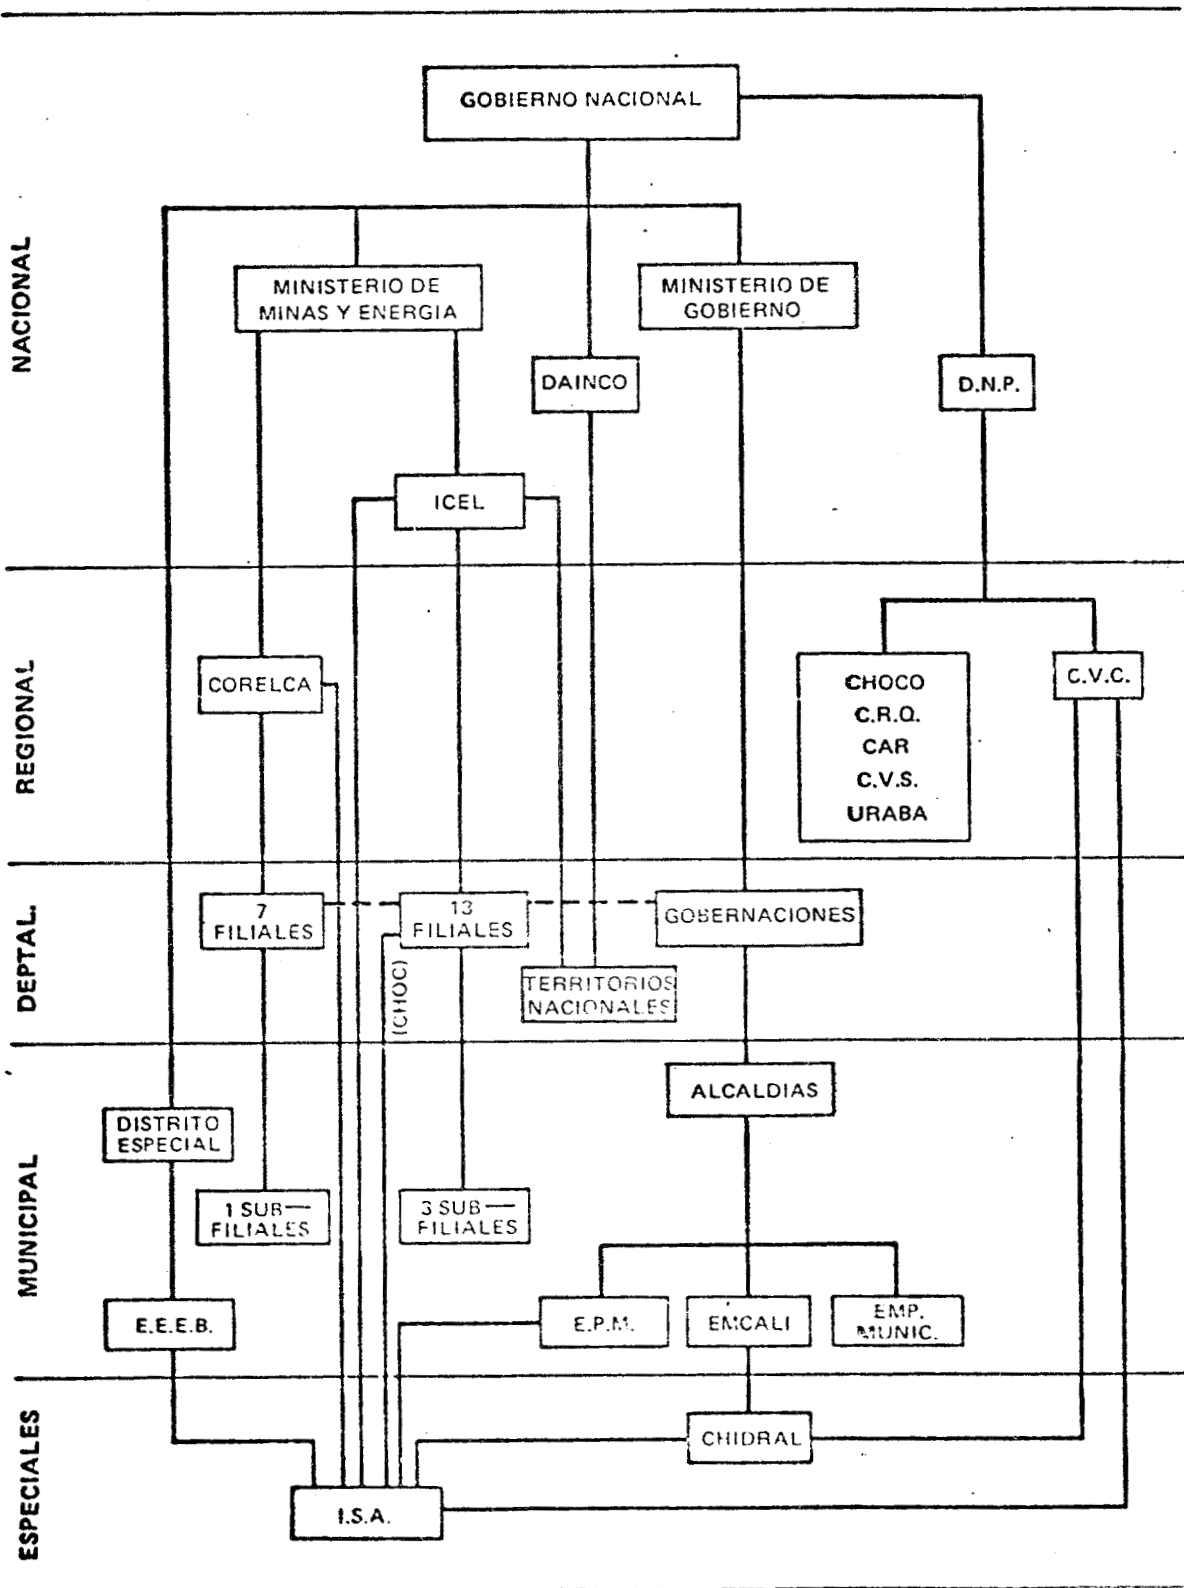 GOBIERNO NACIONAL
NACIONAL
MINISTERIO DE
MINAS Y ENERGIA
MINISTERIO DE
GOBIERNO
DAINCO
D.N.P.
ICEL
REGIONAL
CORELCA
CHOCO
C.R.Q.
CAR
C.V.S.
URABA
C.V.C.
DEPTAL.
7
FILIALES
13
FILIALES
GOBERNACIONES
(CHOC)
TERRITORIOS
NACIONALES
MUNICIPAL
ALCALDIAS
DISTRITO
ESPECIAL
1 SUB—
FILIALES
3 SUB—
FILIALES
E.E.E.B.
E.P.M.
EMCALI
EMP.
MUNIC.
ESPECIALES
CHIDRAL
I.S.A.